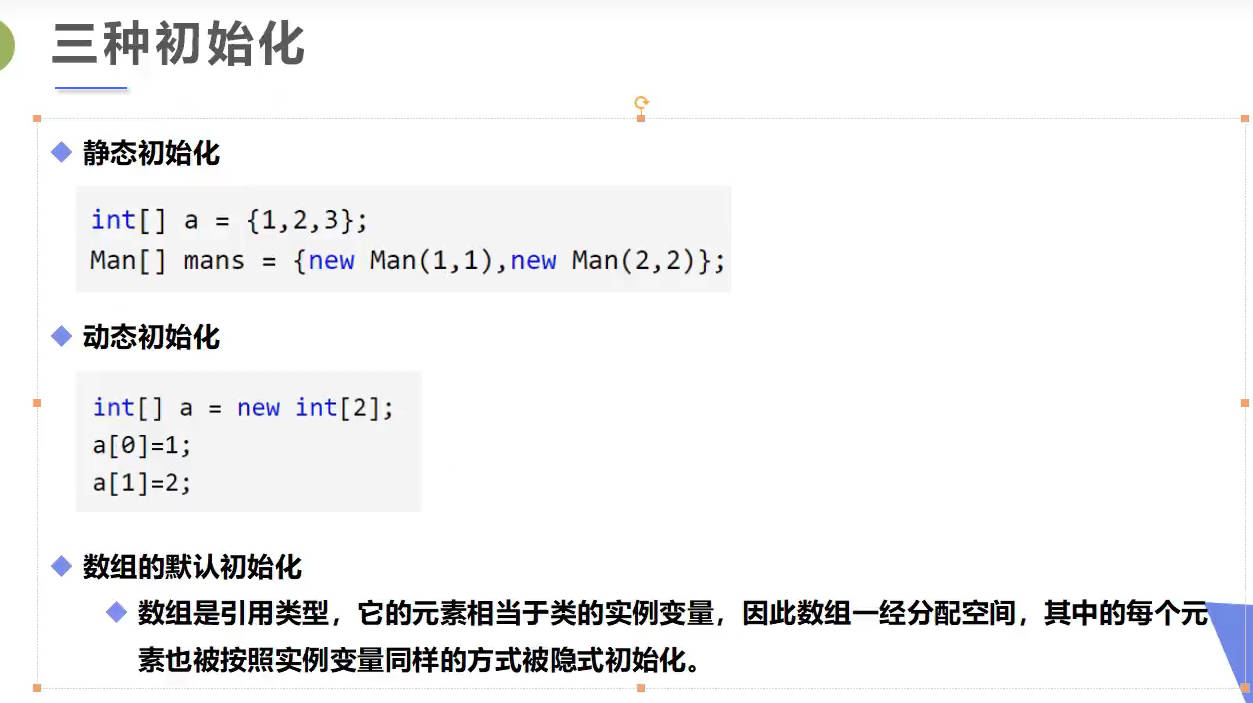 三种初始化
静态初始化
int[] a = {1,2,3};
Man[] mans = {new Man(1,1),new Man(2,2)};
动态初始化
int[] a = new int[2];
a[0]=1;
a[1]=2;
数组的默认初始化
数组是引用类型，它的元素相当于类的实例变量，因此数组一经分配空间，其中的每个元
素也被按照实例变量同样的方式被隐式初始化。